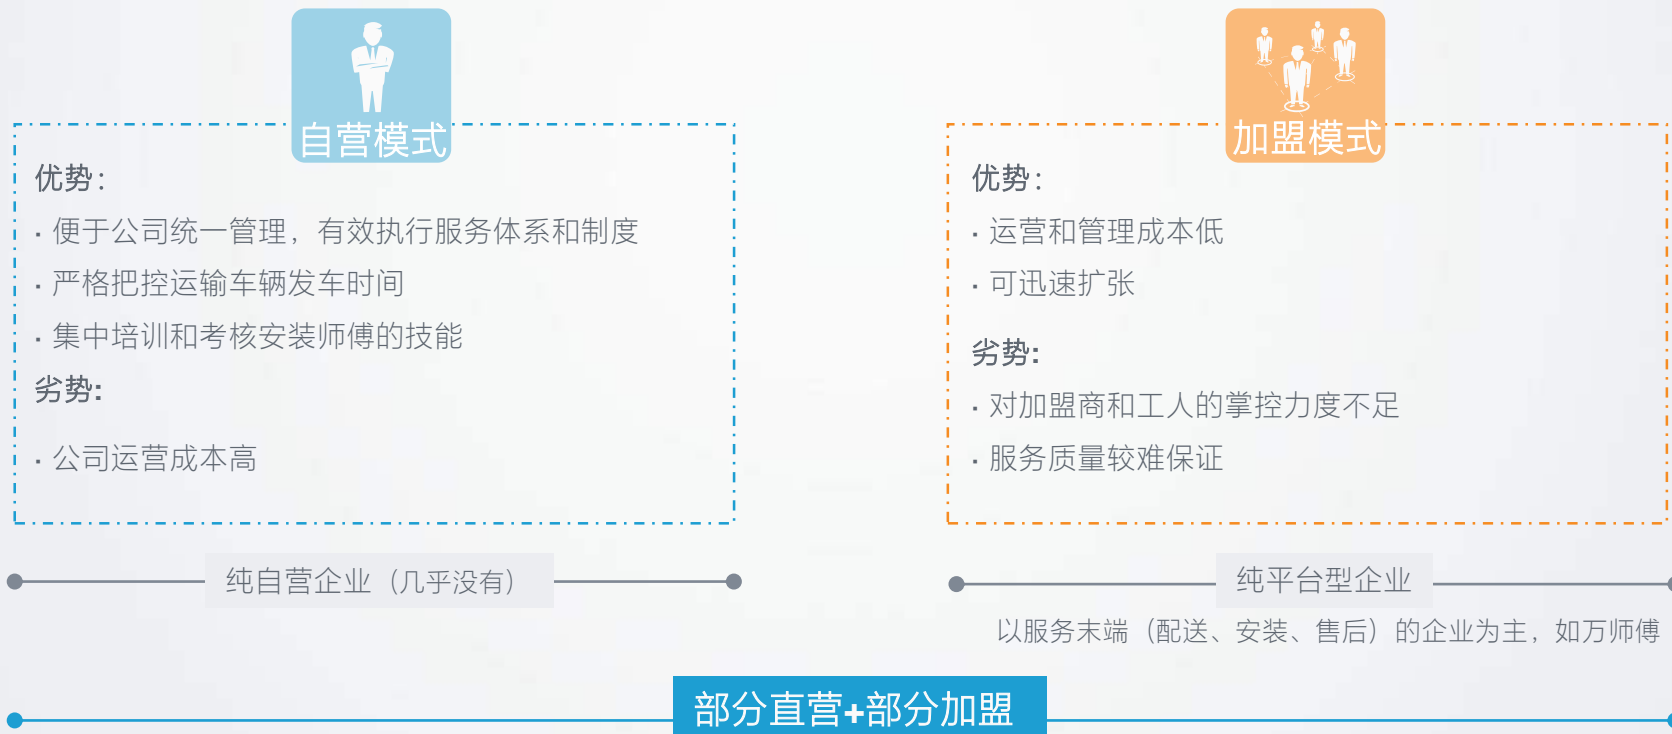 自营模式
优势：
· 便于公司统一管理，有效执行服务体系和制度
· 严格把控运输车辆发车时间
· 集中培训和考核安装师傅的技能
劣势:
· 公司运营成本高
纯自营企业（几乎没有）
加盟模式
优势：
· 运营和管理成本低
· 可迅速扩张
劣势:
· 对加盟商和工人的掌控力度不足
· 服务质量较难保证
纯平台型企业
以服务末端（配送、安装、售后）的企业为主，如万师傅
部分直营+部分加盟